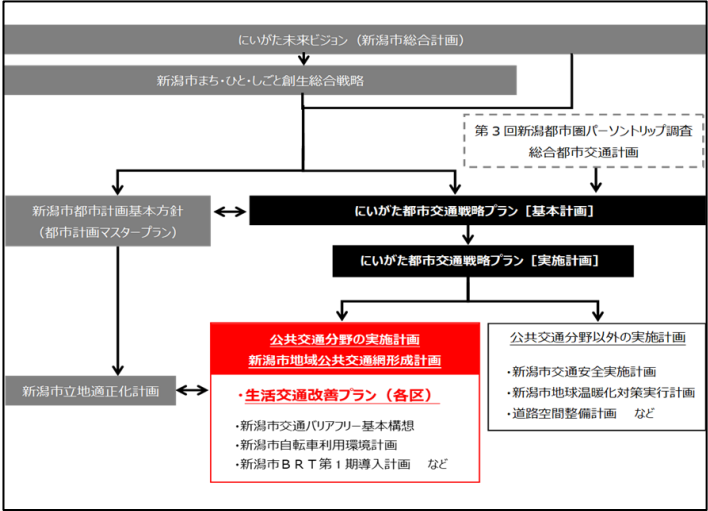 にいがた未来ビジョン（新潟市総合計画）
新潟市まち・ひと・しごと創生総合戦略
第３回新潟都市圏パーソントリップ調査
総合都市交通計画
新潟市都市計画基本方針
（都市計画マスタープラン）
にいがた都市交通戦略プラン［基本計画］
にいがた都市交通戦略プラン［実施計画］
公共交通分野の実施計画
新潟市地域公共交通網形成計画
・生活交通改善プラン（各区）
・新潟市交通バリアフリー基本構想
・新潟市自転車利用環境計画
・新潟市ＢＲＴ第１期導入計画　など
公共交通分野以外の実施計画
・新潟市交通安全実施計画
・新潟市地球温暖化対策実行計画
・道路空間整備計画　など
新潟市立地適正化計画